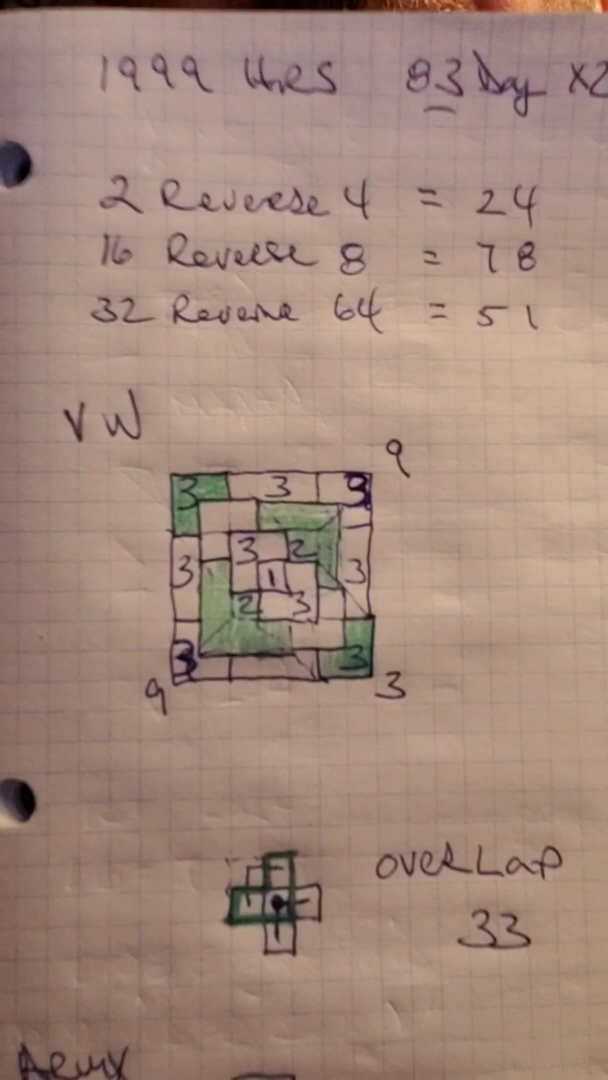 1999 HRS 83 Day X2
2 Reverse 4 = 24
16 Reverse 8 = 78
32 Reverse 64 = 51
VW
9
3 3 9
3 2
3 1 3
2 3
3 3
9 3
OVERLap
33